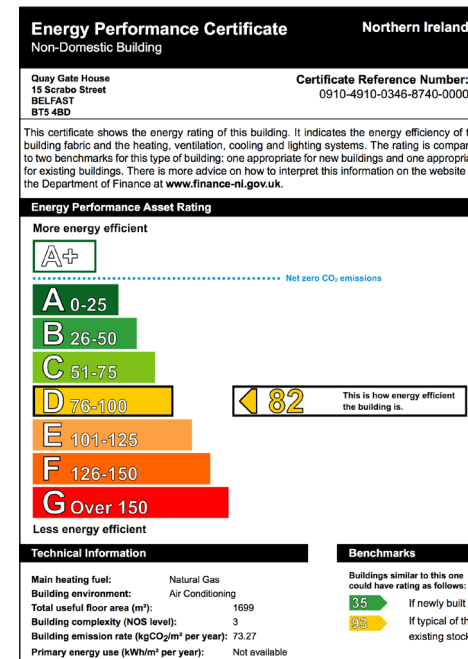 Energy Performance Certificate
Northern Ireland
Non-Domestic Building
Quay Gate House
15 Scrabo Street
BELFAST
BT5 4BD
Certificate Reference Number:
0910-4910-0346-8740-0000
This certificate shows the energy rating of this building. It indicates the energy efficiency of
building fabric and the heating, ventilation, cooling and lighting systems. The rating is compar
to two benchmarks for this type of building: one appropriate for new buildings and one appropria
for existing buildings. There is more advice on how to interpret this information on the website
the Department of Finance at www.finance-ni.gov.uk.
Energy Performance Asset Rating
More energy efficient
A+
Net zero CO₂ emissions
A 0-25
B 26-50
C 51-75
D 76-100
82
This is how energy efficient
the building is.
E 101-125
F 126-150
G Over 150
Less energy efficient
Technical Information
Main heating fuel: Natural Gas
Building environment: Air Conditioning
Total useful floor area (m²): 1699
Building complexity (NOS level): 3
Building emission rate (kgCO₂/m² per year): 73.27
Primary energy use (kWh/m² per year): Not available
Benchmarks
Buildings similar to this one
could have rating as follows:
35 If newly built
93 If typical of th
existing stock